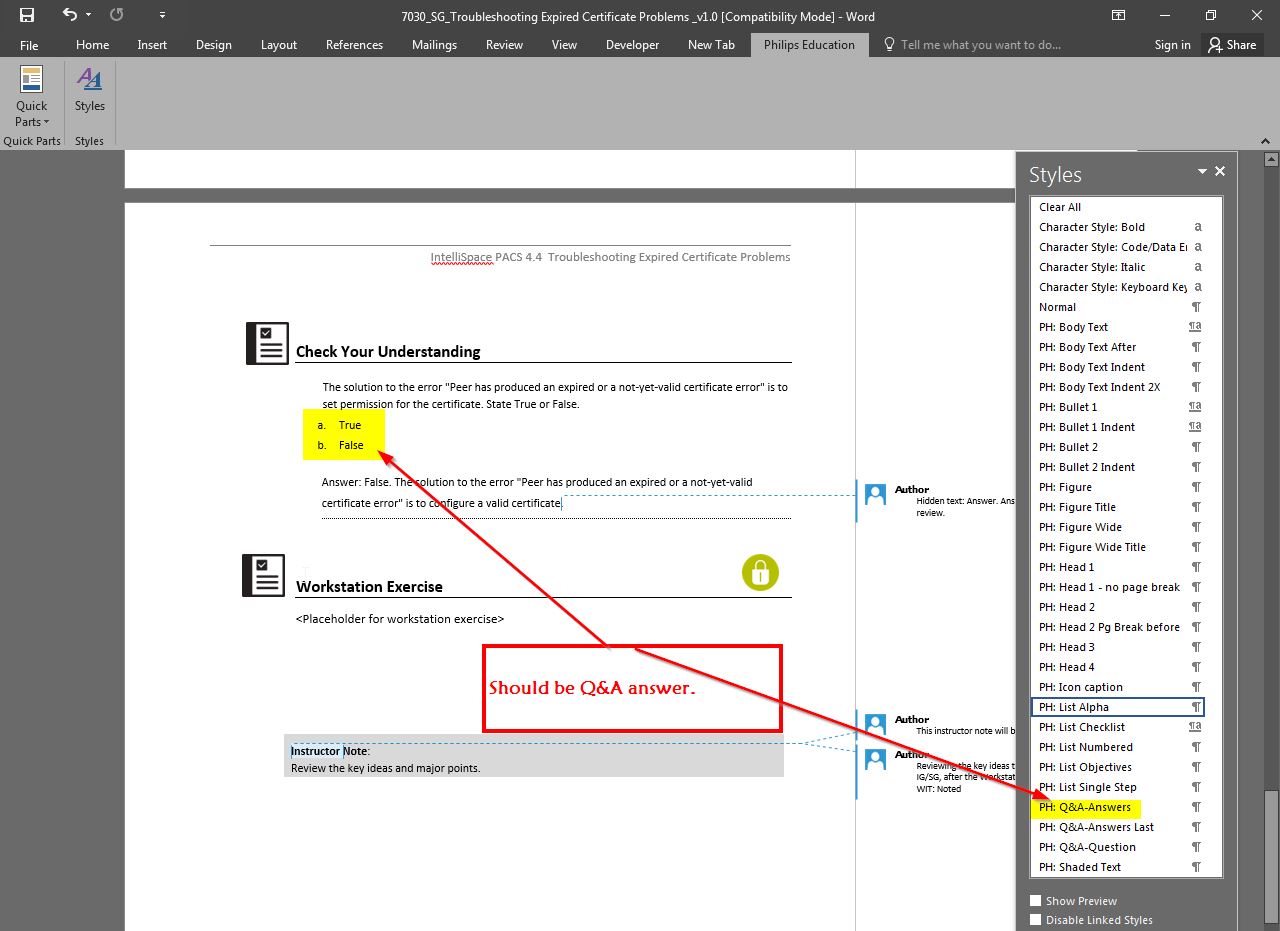 7030_SG_Troubleshooting Expired Certificate Problems _v1.0 [Compatibility Mode] - Word
File Home Insert Design Layout References Mailings Review View Developer New Tab Philips Education Tell me what you want to do... Sign in Share
Quick Parts
Styles
Quick Parts
Styles
IntelliSpace PACS 4.4 Troubleshooting Expired Certificate Problems
Check Your Understanding
The solution to the error "Peer has produced an expired or a not-yet-valid certificate error" is to
set permission for the certificate. State True or False.
a. True
b. False
Answer: False. The solution to the error "Peer has produced an expired or a not-yet-valid
certificate error" is to configure a valid certificate.
Author
Hidden text: Answer. Ans
review.
Workstation Exercise
<Placeholder for workstation exercise>
Should be Q&A answer.
Author
This instructor note will b
Instructor Note:
Review the key ideas and major points.
Author
Reviewing the key ideas t
IG/SG, after the Worksta
WIT: Noted
Styles
Clear All
Character Style: Bold a
Character Style: Code/Data Er a
Character Style: Italic a
Character Style: Keyboard Key a
Normal ¶
PH: Body Text ¶a
PH: Body Text After ¶
PH: Body Text Indent ¶
PH: Body Text Indent 2X ¶
PH: Bullet 1 ¶a
PH: Bullet 1 Indent ¶a
PH: Bullet 2 ¶
PH: Bullet 2 Indent ¶
PH: Figure ¶
PH: Figure Title ¶
PH: Figure Wide ¶
PH: Figure Wide Title ¶
PH: Head 1 ¶
PH: Head 1 - no page break ¶
PH: Head 2 ¶
PH: Head 2 Pg Break before ¶
PH: Head 3 ¶
PH: Head 4 ¶
PH: Icon caption ¶
PH: List Alpha ¶
PH: List Checklist ¶a
PH: List Numbered ¶
PH: List Objectives ¶
PH: List Single Step ¶
PH: Q&A-Answers ¶
PH: Q&A-Answers Last ¶
PH: Q&A-Question ¶
PH: Shaded Text ¶
Show Preview
Disable Linked Styles